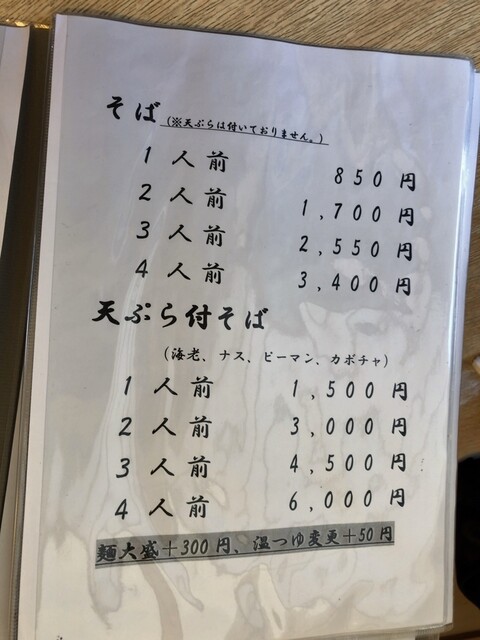 そば(※天ぷらは付いておりません。)
1人前 850円
2人前 1,700円
3人前 2,550円
4人前 3,400円
天ぷら付そば
(海老、ナス、ピーマン、カボチャ)
1人前 1,500円
2人前 3,000円
3人前 4,500円
4人前 6,000円
麺大盛+300円、温つゆ変更+50円